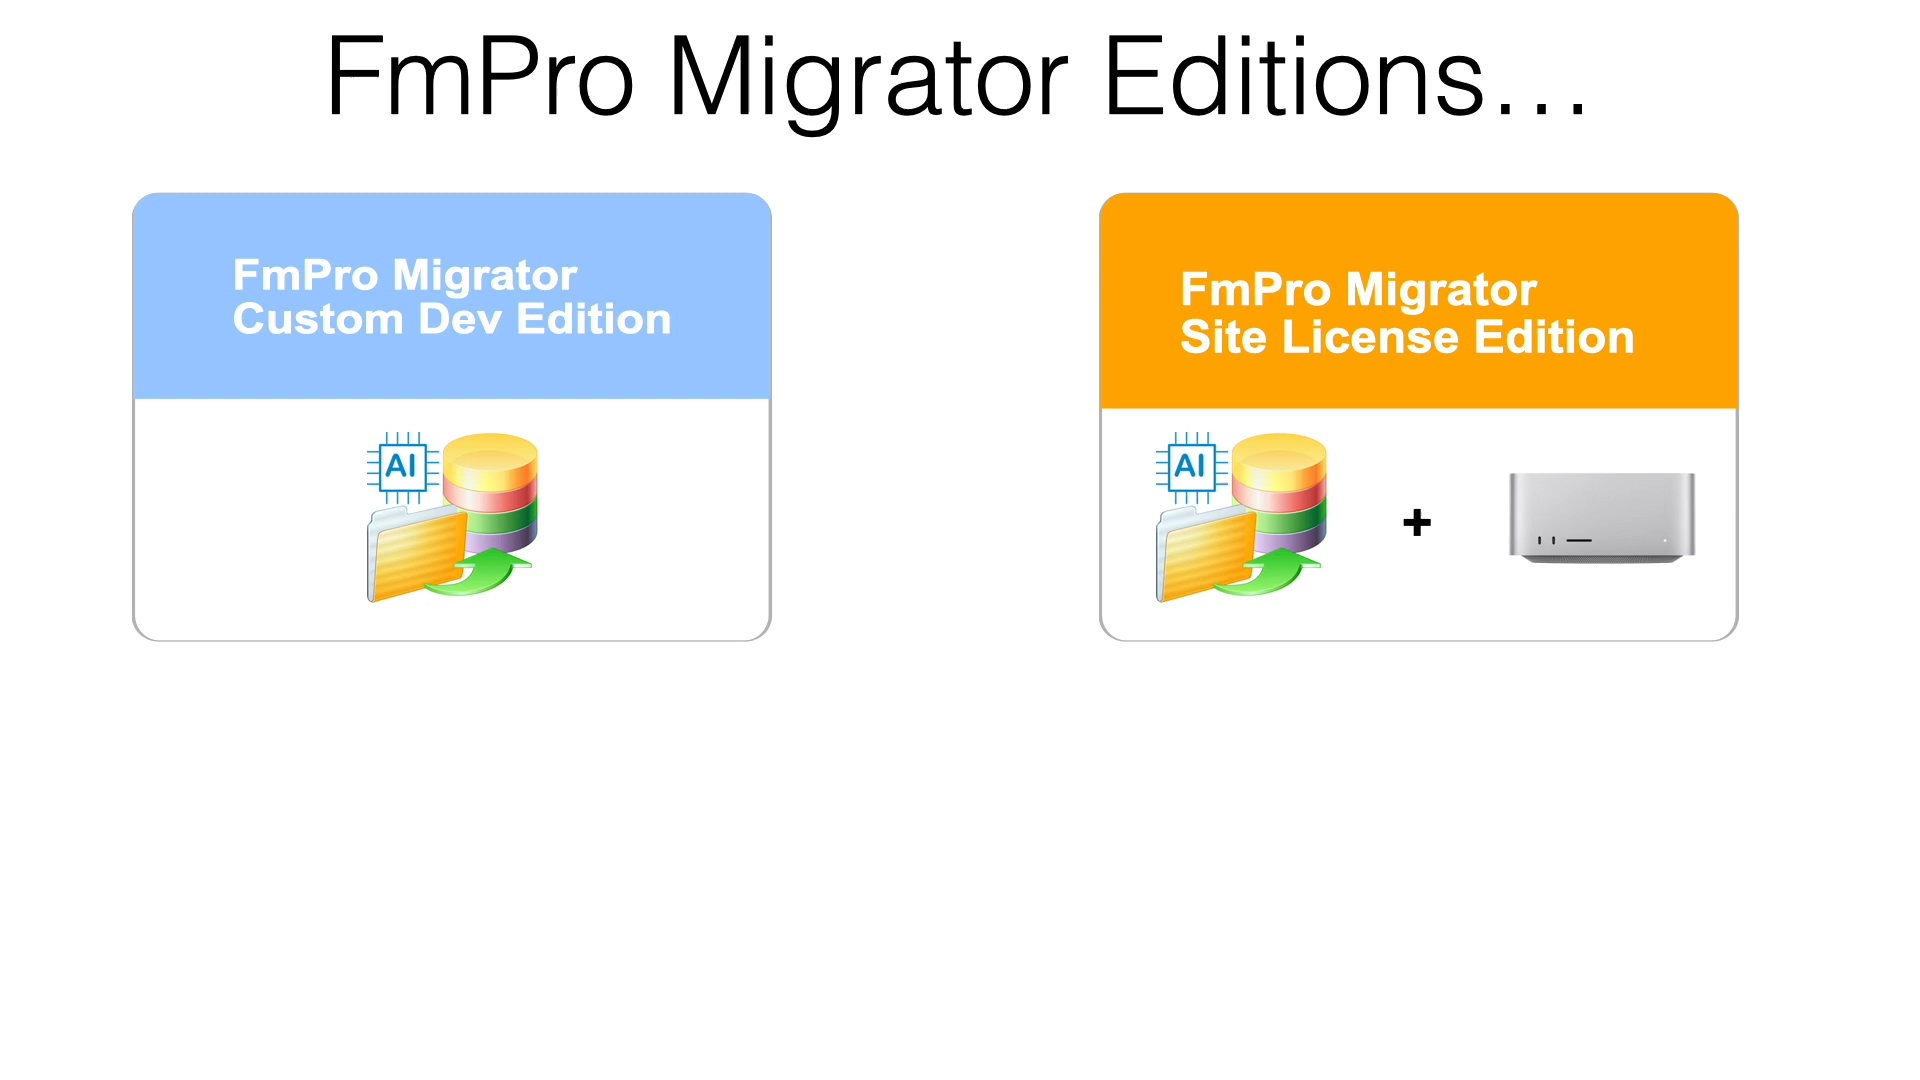 FmPro Migrator Editions…
FmPro Migrator
Custom Dev Edition
AI
FmPro Migrator
Site License Edition
AI
+